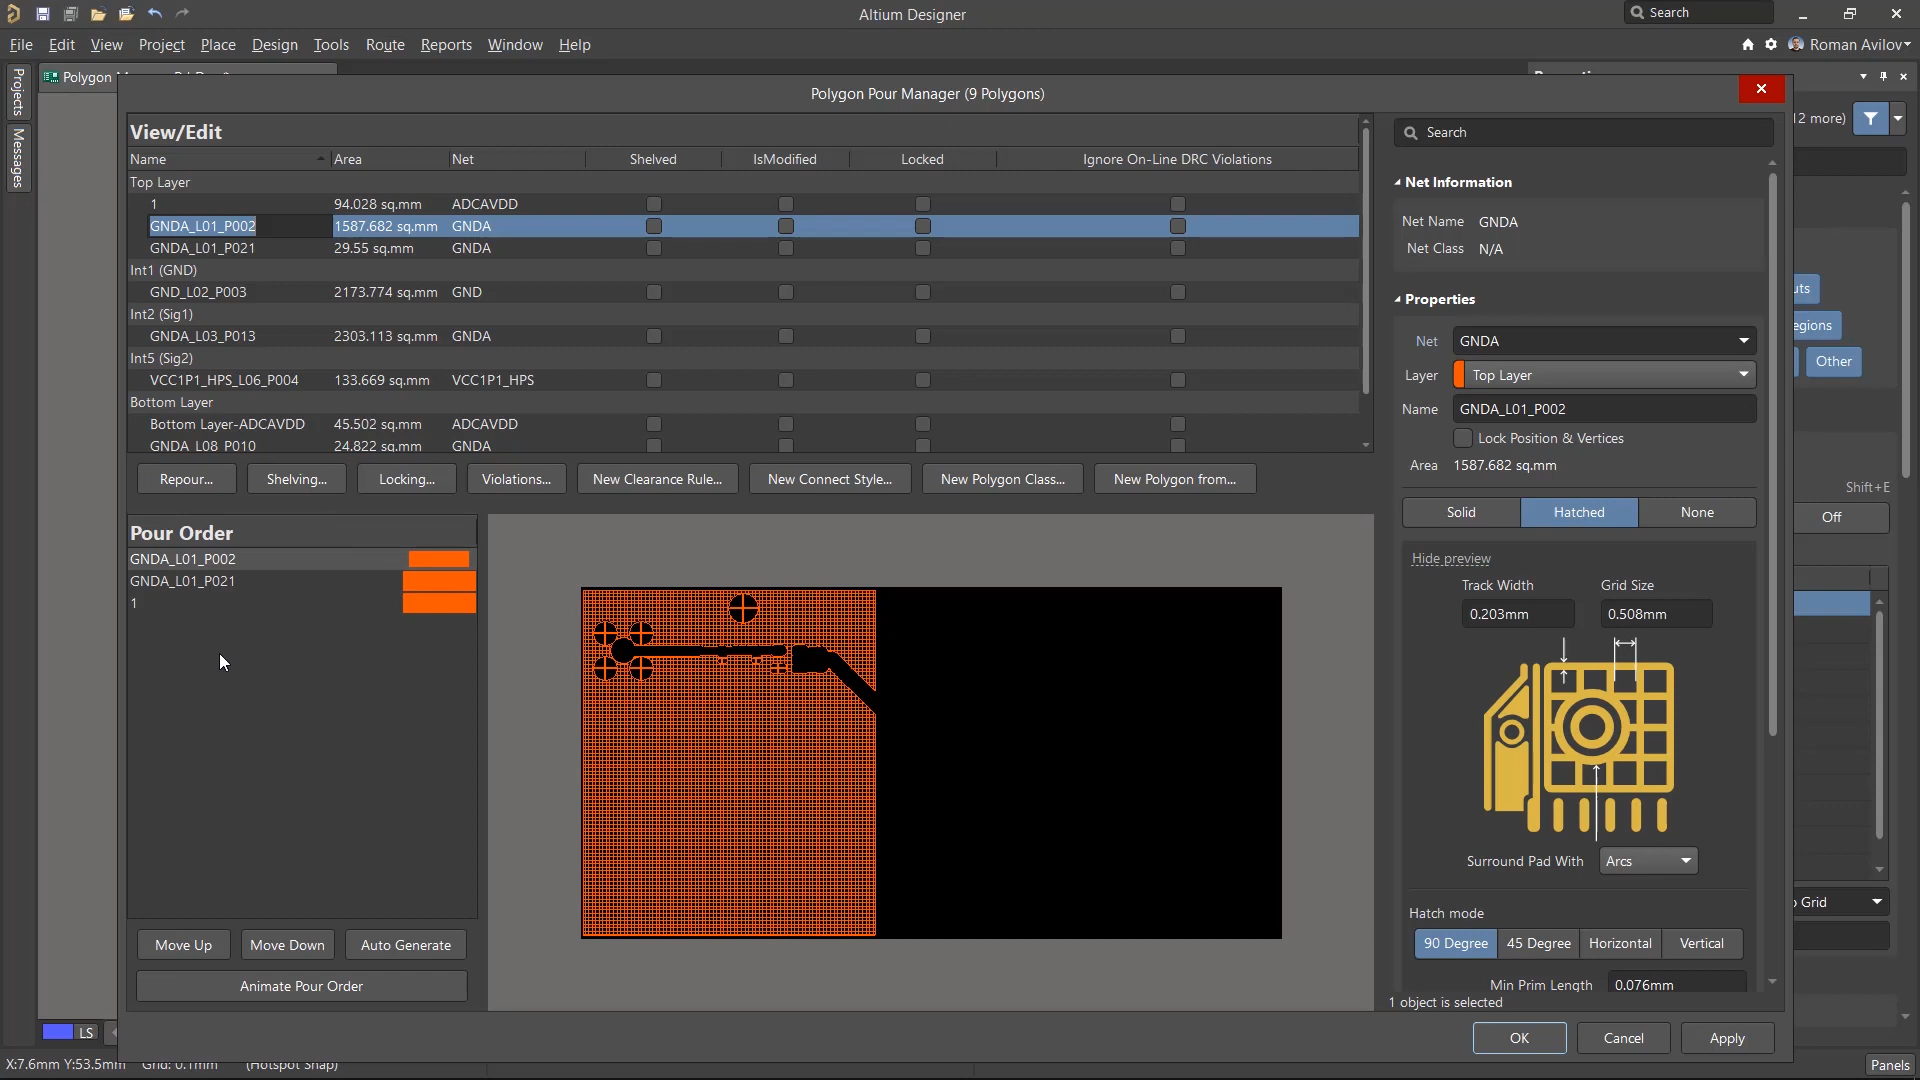 Altium Designer
Search
File Edit View Project Place Design Tools Route Reports Window Help
Roman Avilov
Projects
Messages
Polygon
Polygon Pour Manager (9 Polygons)
12 more)
View/Edit
Name Area Net Shelved IsModified Locked Ignore On-Line DRC Violations
Top Layer
1 94.028 sq.mm ADCAVDD
GNDA_L01_P002 1587.682 sq.mm GNDA
GNDA_L01_P021 29.55 sq.mm GNDA
Int1 (GND)
GND_L02_P003 2173.774 sq.mm GND
Int2 (Sig1)
GNDA_L03_P013 2303.113 sq.mm GNDA
Int5 (Sig2)
VCC1P1_HPS_L06_P004 133.669 sq.mm VCC1P1_HPS
Bottom Layer
Bottom Layer-ADCAVDD 45.502 sq.mm ADCAVDD
GNDA_L08_P010 24.822 sq.mm GNDA
Repour... Shelving... Locking... Violations... New Clearance Rule... New Connect Style... New Polygon Class... New Polygon from...
Pour Order
GNDA_L01_P002
GNDA_L01_P021
1
Move Up Move Down Auto Generate
Animate Pour Order
Search
Net Information
Net Name GNDA
Net Class N/A
Properties
Net GNDA
Layer Top Layer
Name GNDA_L01_P002
Lock Position & Vertices
Area 1587.682 sq.mm
Solid Hatched None
Hide preview
Track Width Grid Size
0.203mm 0.508mm
Surround Pad With Arcs
Hatch mode
90 Degree 45 Degree Horizontal Vertical
Min Prim Length 0.076mm
1 object is selected
OK Cancel Apply
uts
egions
Other
Shift+E
Off
Grid
LS
X:7.6mm Y:53.5mm Grid: 0.1mm (Hotspot Snap)
Panels